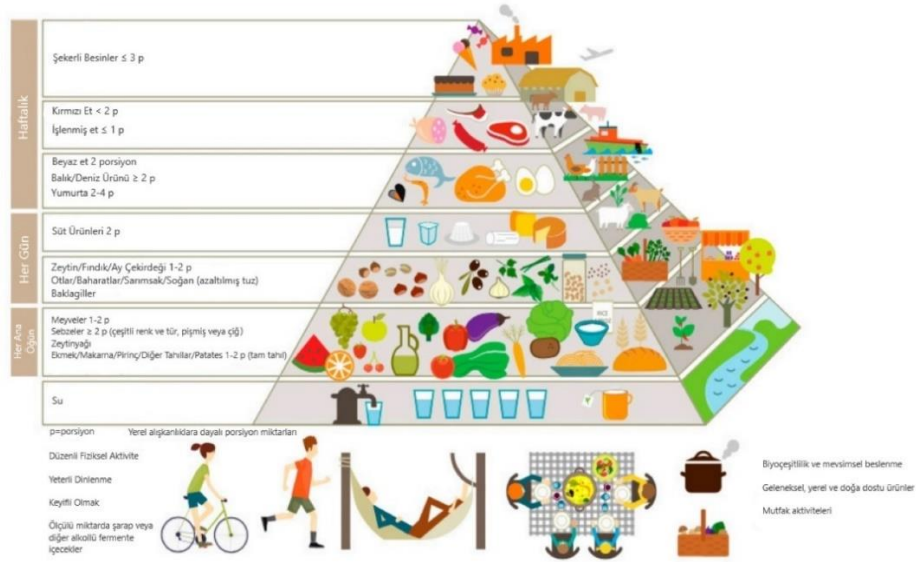 Haftalık
Şekerli Besinler ≤ 3 p
Kırmızı Et < 2 p
İşlenmiş et ≤ 1 p
Beyaz et 2 porsiyon
Balık/Deniz Ürünü ≥ 2 p
Yumurta 2-4 p
Her Gün
Süt Ürünleri 2 p
Zeytin/Fındık/Ay Çekirdeği 1-2 p
Otlar/Baharatlar/Sarımsak/Soğan (azaltılmış tuz)
Baklagiller
Her Ana
Öğün
Meyveler 1-2 p
Sebzeler ≥ 2 p (çeşitli renk ve tür, pişmiş veya çiğ)
Zeytinyağı
Ekmek/Makarna/Pirinç/Diğer Tahıllar/Patates 1-2 p (tam tahıl)
RICE
Su
p=porsiyon Yerel alışkanlıklara dayalı porsiyon miktarları
Düzenli Fiziksel Aktivite
Yeterli Dinlenme
Keyifli Olmak
Ölçülü miktarda şarap veya
diğer alkollü fermente
içecekler
Biyoçeşitlilik ve mevsimsel beslenme
Geleneksel, yerel ve doğa dostu ürünler
Mutfak aktiviteleri